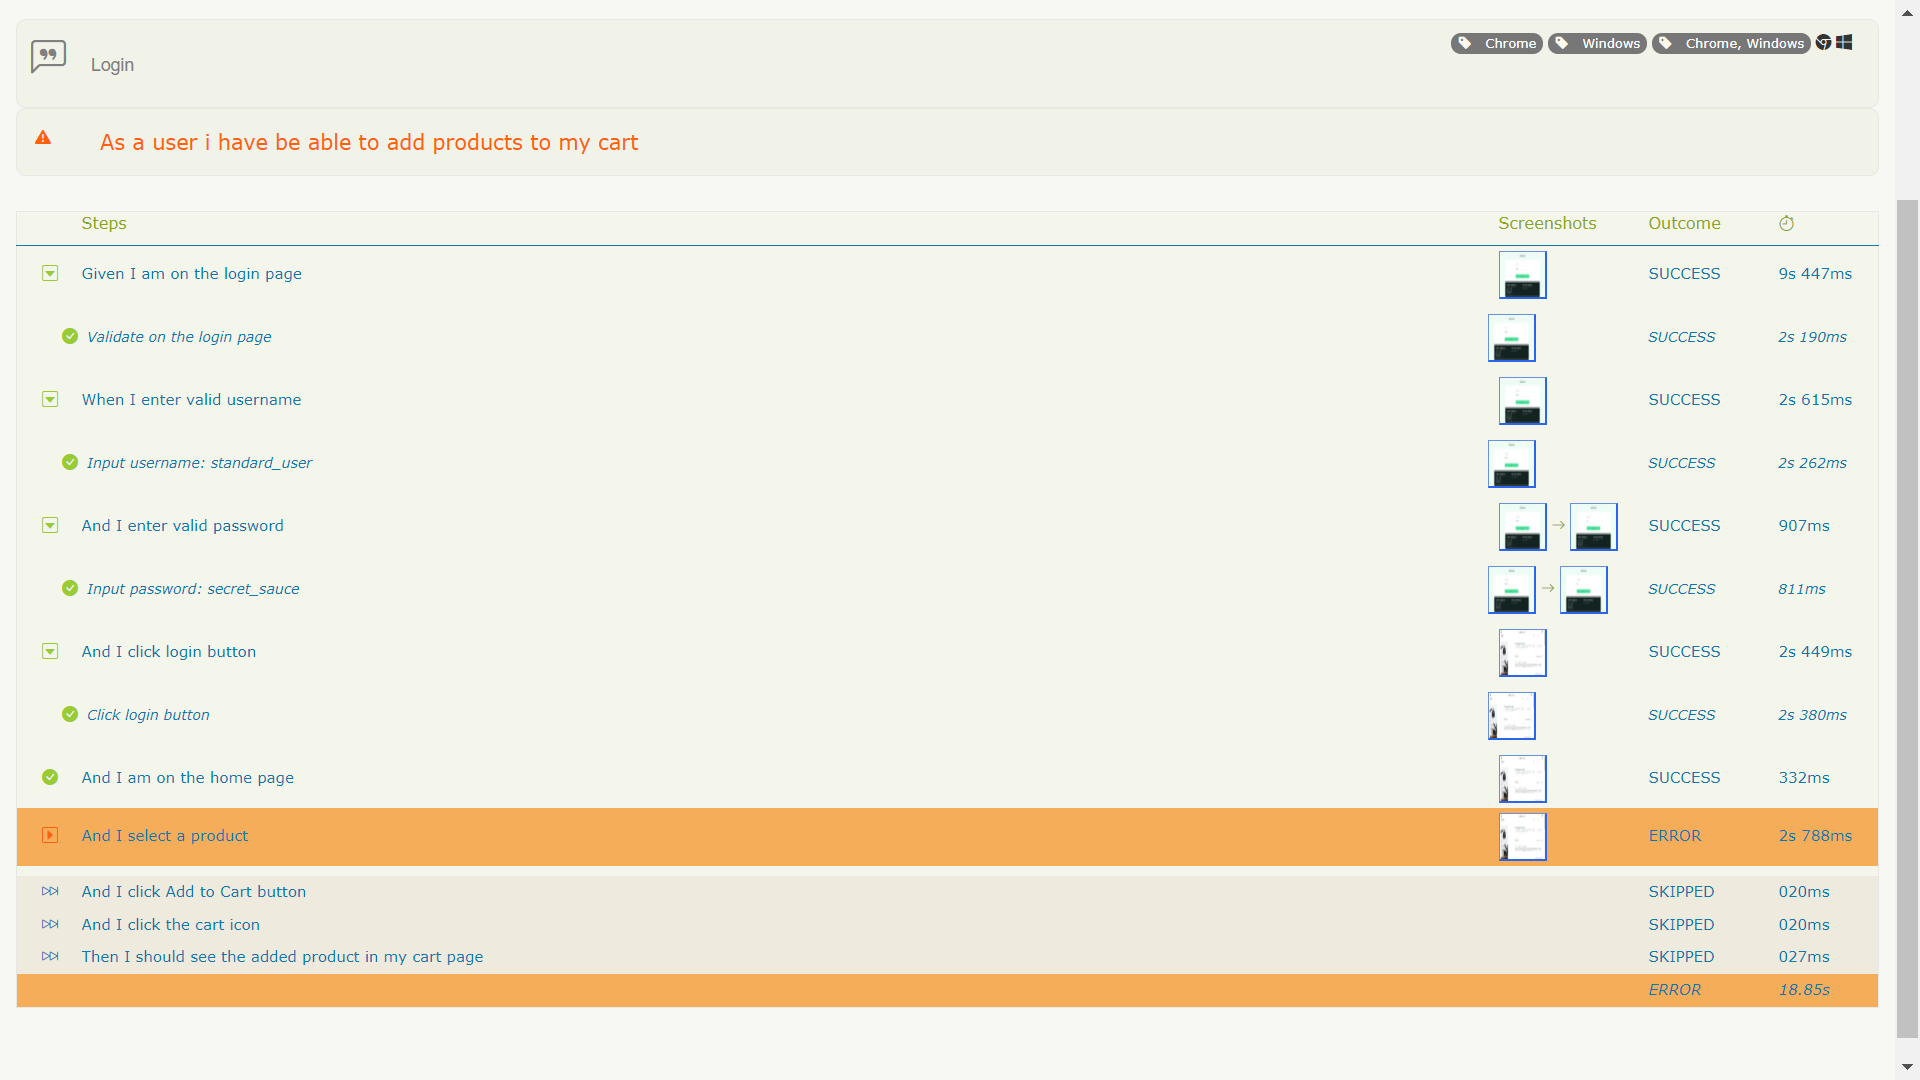 Login
Chrome Windows Chrome, Windows
As a user i have be able to add products to my cart
Steps Screenshots Outcome
Given I am on the login page SUCCESS 9s 447ms
Validate on the login page SUCCESS 2s 190ms
When I enter valid username SUCCESS 2s 615ms
Input username: standard_user SUCCESS 2s 262ms
And I enter valid password SUCCESS 907ms
Input password: secret_sauce SUCCESS 811ms
And I click login button SUCCESS 2s 449ms
Click login button SUCCESS 2s 380ms
And I am on the home page SUCCESS 332ms
And I select a product ERROR 2s 788ms
And I click Add to Cart button SKIPPED 020ms
And I click the cart icon SKIPPED 020ms
Then I should see the added product in my cart page SKIPPED 027ms
ERROR 18.85s